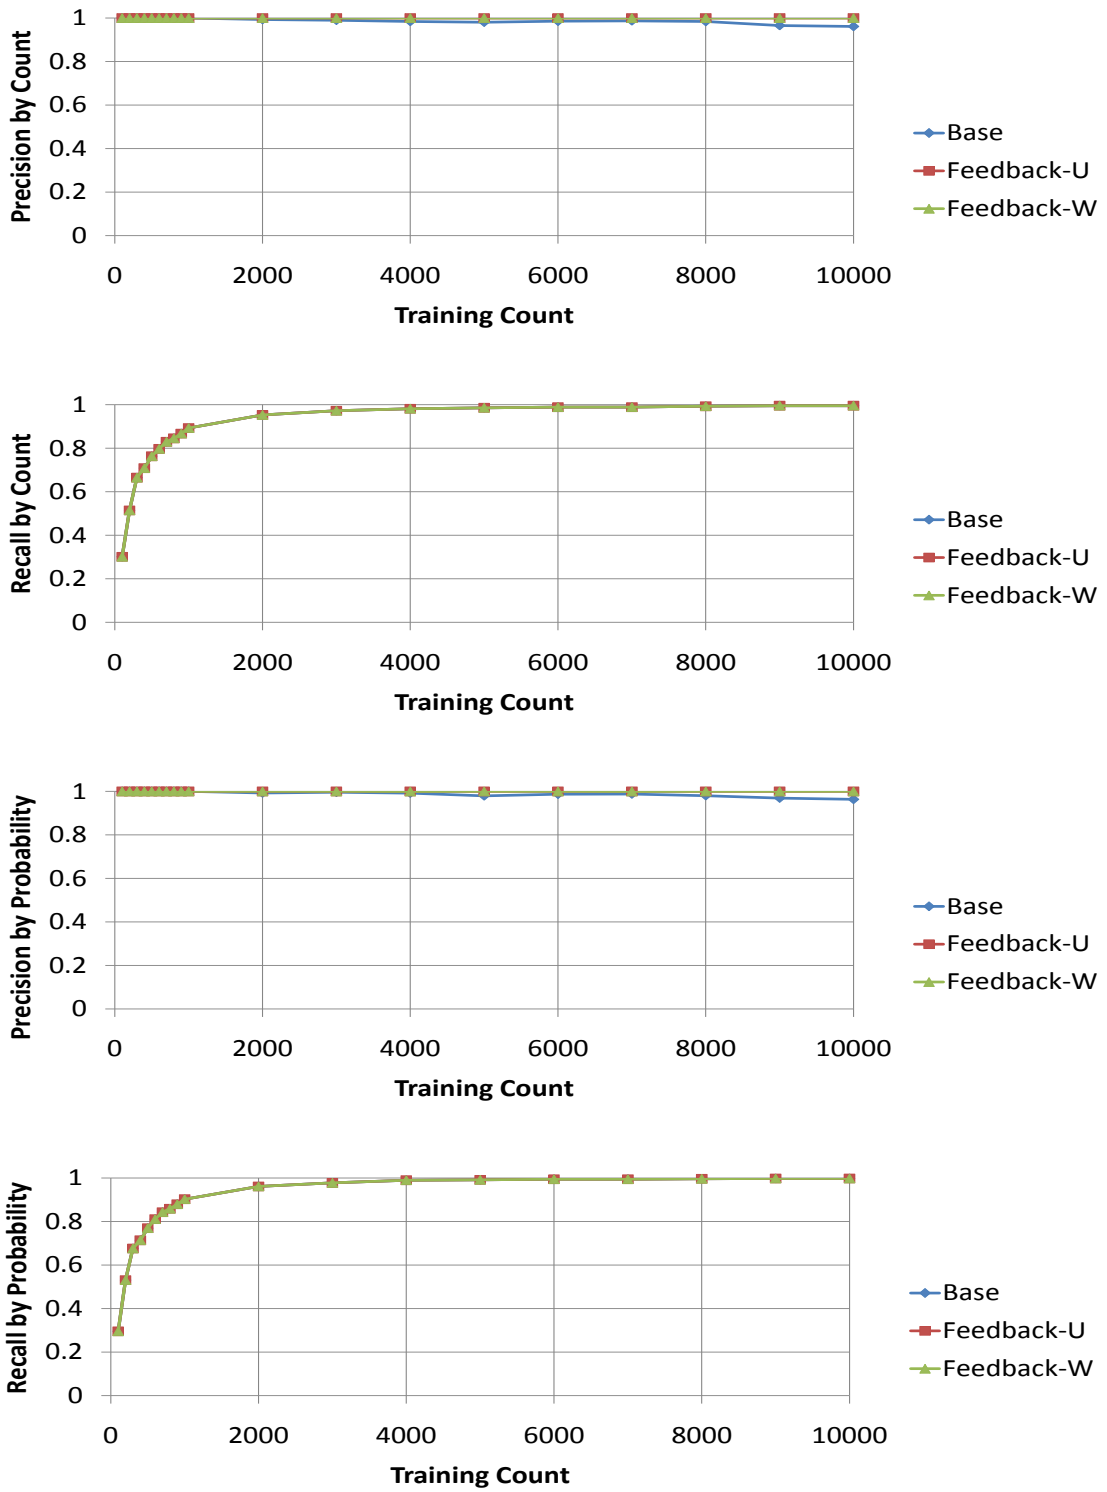 Precision by Count
1
0.8
0.6
0.4
0.2
0
0 2000 4000 6000 8000 10000
Training Count
Base
Feedback-U
Feedback-W
Recall by Count
1
0.8
0.6
0.4
0.2
0
0 2000 4000 6000 8000 10000
Training Count
Base
Feedback-U
Feedback-W
Precision by Probability
1
0.8
0.6
0.4
0.2
0
0 2000 4000 6000 8000 10000
Training Count
Base
Feedback-U
Feedback-W
Recall by Probability
1
0.8
0.6
0.4
0.2
0
0 2000 4000 6000 8000 10000
Training Count
Base
Feedback-U
Feedback-W